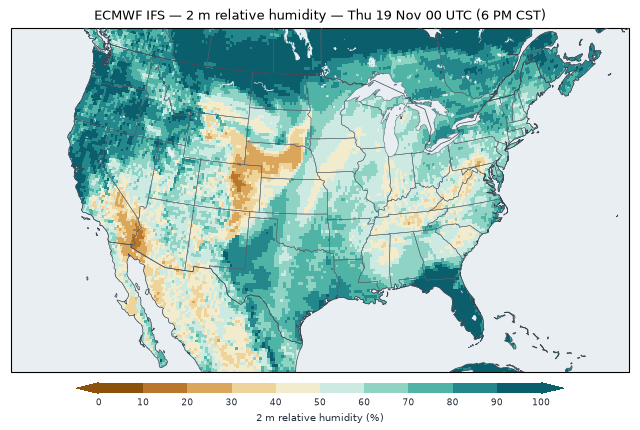 ECMWF IFS — 2 m relative humidity — Thu 19 Nov 00 UTC (6 PM CST)
0 10 20 30 40 50 60 70 80 90 100
2 m relative humidity (%)